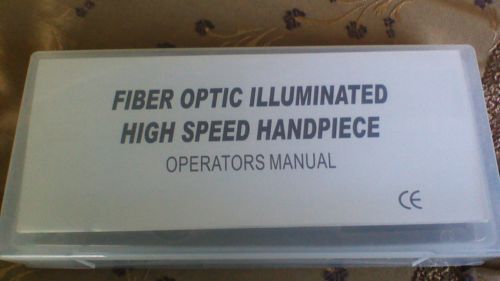 FIBER OPTIC ILLUMINATED
HIGH SPEED HANDPIECE
OPERATORS MANUAL
CE